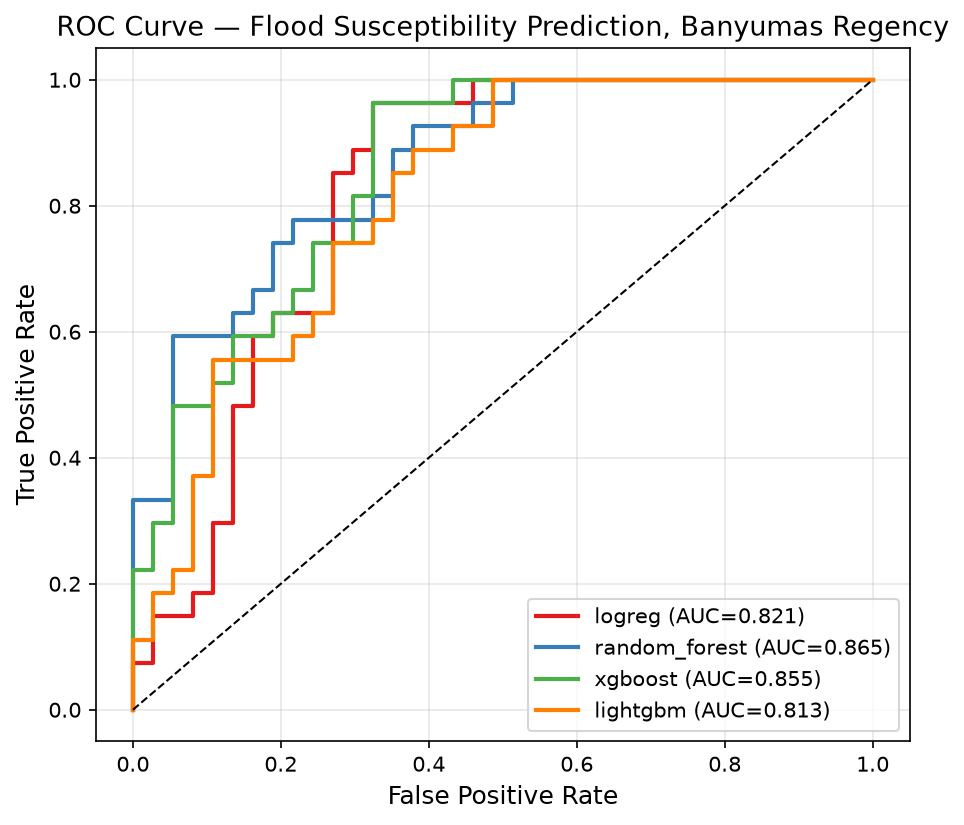 ROC Curve — Flood Susceptibility Prediction, Banyumas Regency
True Positive Rate
1.0
0.8
0.6
0.4
0.2
0.0
logreg (AUC=0.821)
random_forest (AUC=0.865)
xgboost (AUC=0.855)
lightgbm (AUC=0.813)
0.0 0.2 0.4 0.6 0.8 1.0
False Positive Rate